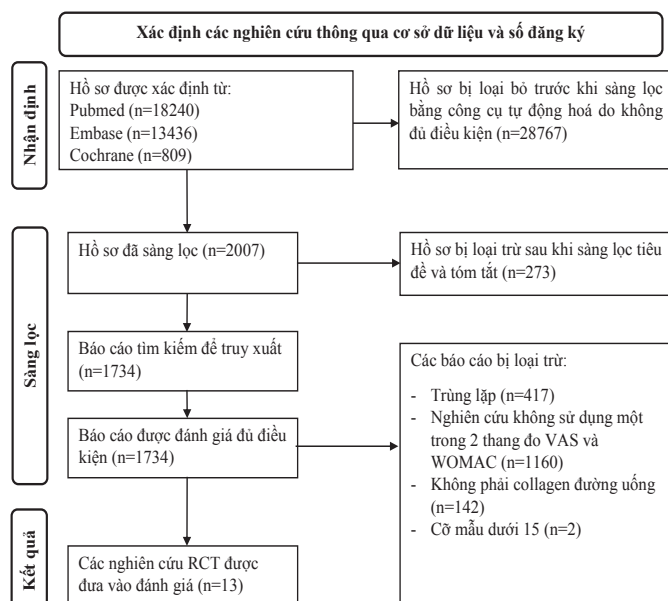 Xác định các nghiên cứu thông qua cơ sở dữ liệu và số đăng ký
Nhận định
Hồ sơ được xác định từ:
Pubmed (n=18240)
Embase (n=13436)
Cochrane (n=809)
Hồ sơ bị loại bỏ trước khi sàng lọc
bằng công cụ tự động hoá do không
đủ điều kiện (n=28767)
Sàng lọc
Hồ sơ đã sàng lọc (n=2007)
Hồ sơ bị loại trừ sau khi sàng lọc tiêu
đề và tóm tắt (n=273)
Báo cáo tìm kiếm để truy xuất
(n=1734)
Báo cáo được đánh giá đủ điều
kiện (n=1734)
Các báo cáo bị loại trừ:
- Trùng lặp (n=417)
- Nghiên cứu không sử dụng một
trong 2 thang đo VAS và
WOMAC (n=1160)
- Không phải collagen đường uống
(n=142)
- Cỡ mẫu dưới 15 (n=2)
Kết quả
Các nghiên cứu RCT được
đưa vào đánh giá (n=13)